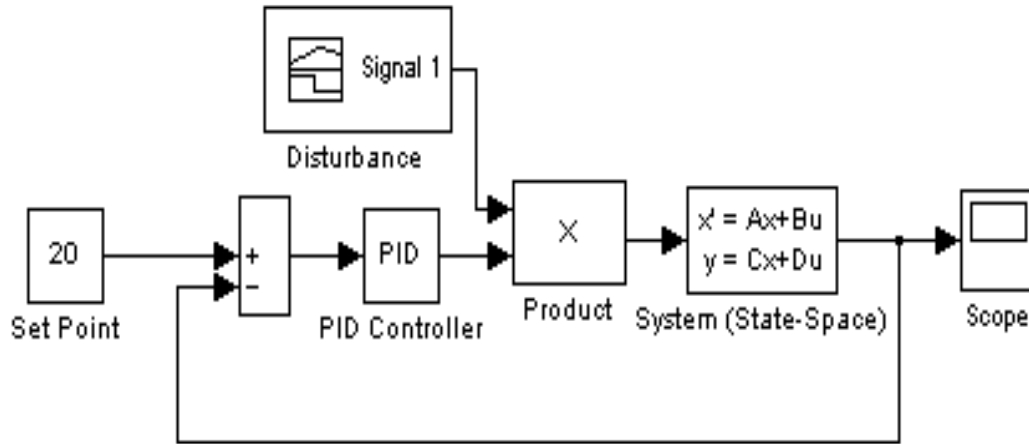 Signal 1
Disturbance
20
Set Point
+
−
PID
PID Controller
X
Product
x' = Ax+Bu
y = Cx+Du
System (State-Space)
Scope